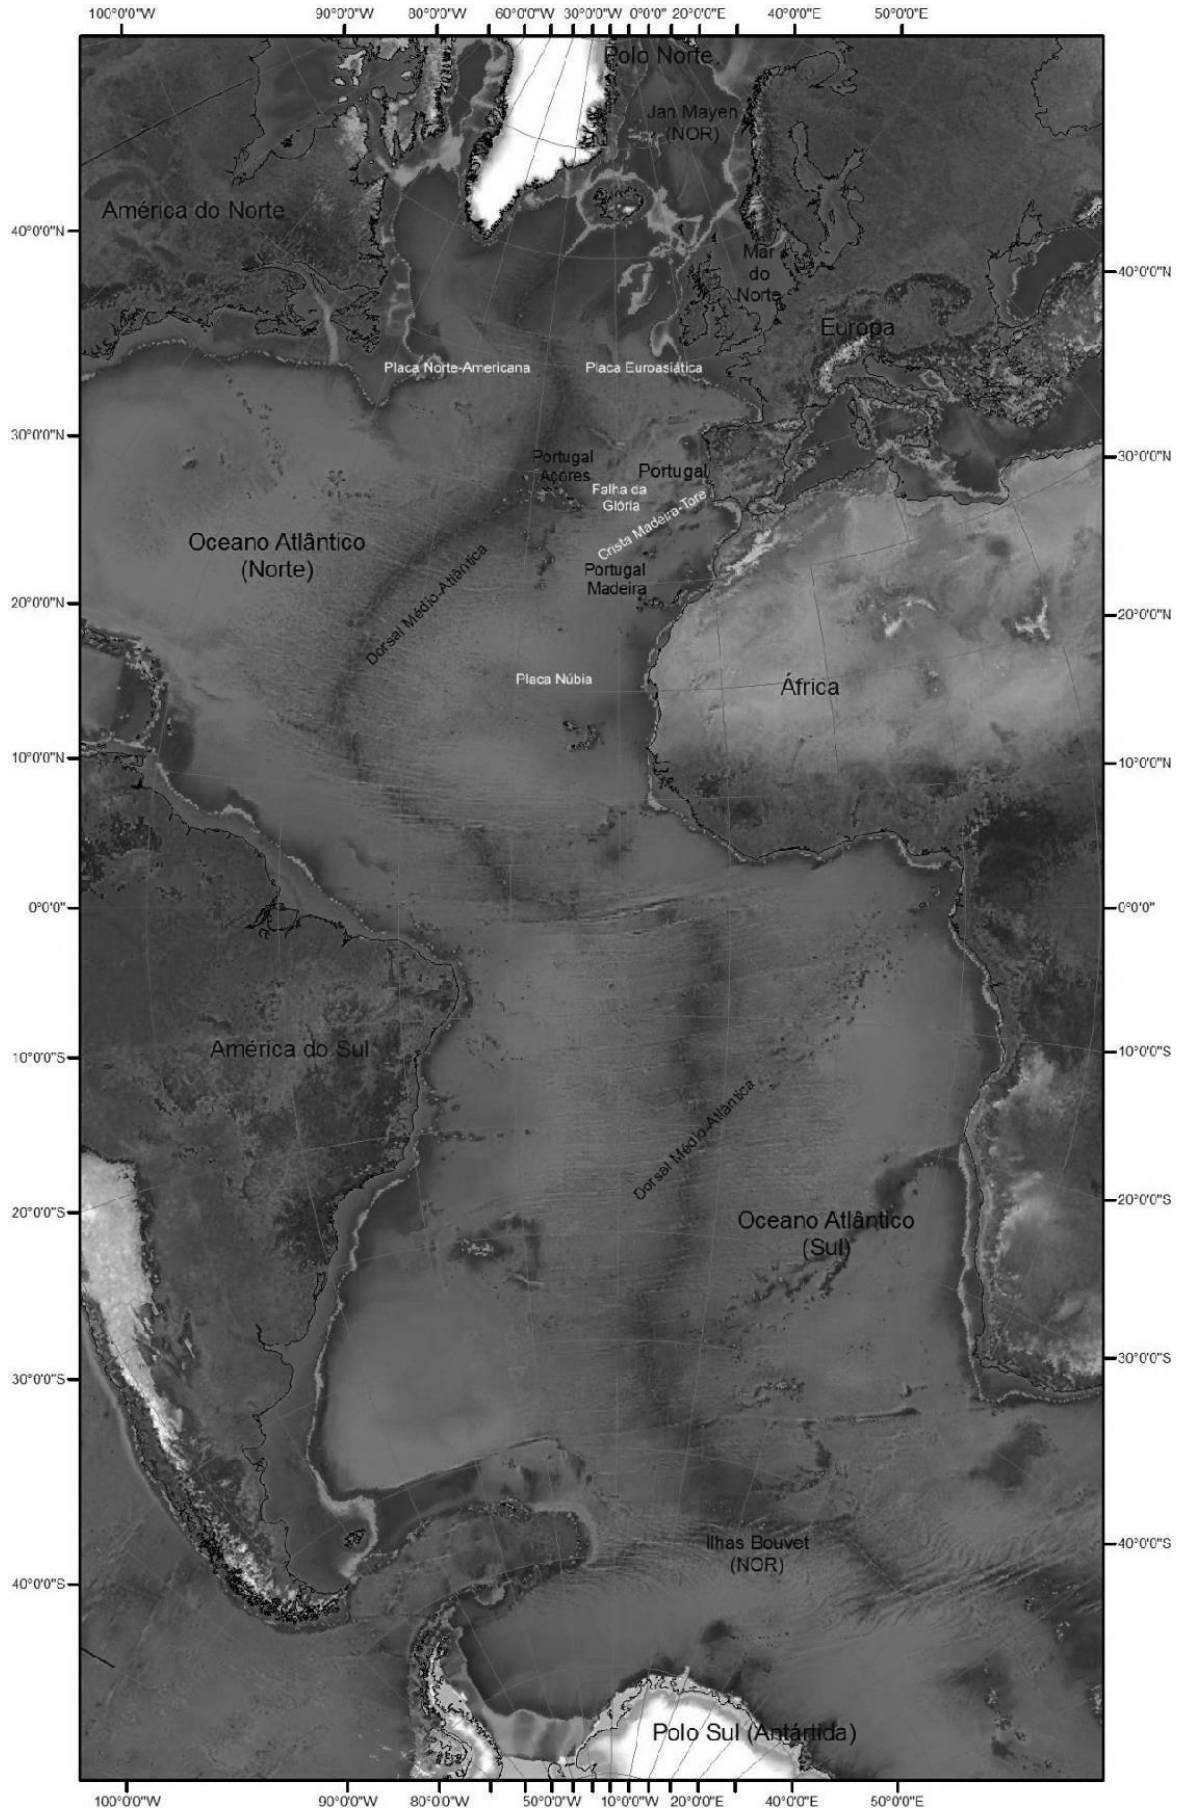 100°0'0"W
90°0'0"W
80°0'0"W
60°0'0"W
30°0'0"W
0°0'0"E
20°0'0"E
40°0'0"E
50°0'0"E
Polo Norte
Jan Mayen
(NOR)
América do Norte
40°0'0"N
Mar
do
Norte
40°0'0"N
Europa
Placa Norte-Americana
Placa Euroasiática
30°0'0"N
Portugal
Açores
Portugal
30°0'0"N
Falha da
Glória
Crista Madeira-Tore
Oceano Atlântico
(Norte)
Portugal
Madeira
Dorsal Médio-Atlântica
20°0'0"N
20°0'0"N
Placa Núbia
África
10°0'0"N
10°0'0"N
0°0'0"
0°0'0"
América do Sul
10°0'0"S
10°0'0"S
Dorsal Médio-Atlântica
20°0'0"S
20°0'0"S
Oceano Atlântico
(Sul)
30°0'0"S
30°0'0"S
Ilhas Bouvet
(NOR)
40°0'0"S
40°0'0"S
Polo Sul (Antártida)
100°0'0"W
90°0'0"W
80°0'0"W
50°0'0"W
10°0'0"W
20°0'0"E
40°0'0"E
50°0'0"E